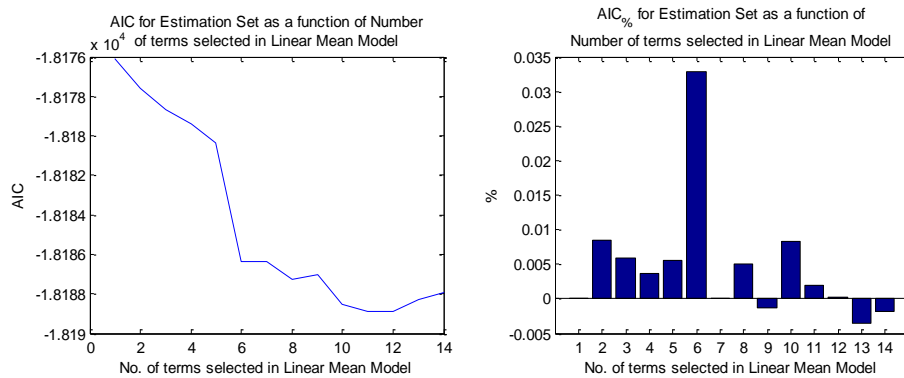 AIC for Estimation Set as a function of Number
of terms selected in Linear Mean Model
x 10^4
-1.8176
-1.8178
-1.818
-1.8182
-1.8184
-1.8186
-1.8188
-1.819
AIC
0 2 4 6 8 10 12 14
No. of terms selected in Linear Mean Model
AIC% for Estimation Set as a function of
Number of terms selected in Linear Mean Model
0.035
0.03
0.025
0.02
0.015
0.01
0.005
0
-0.005
%
1 2 3 4 5 6 7 8 9 10 11 12 13 14
No. of terms selected in Linear Mean Model